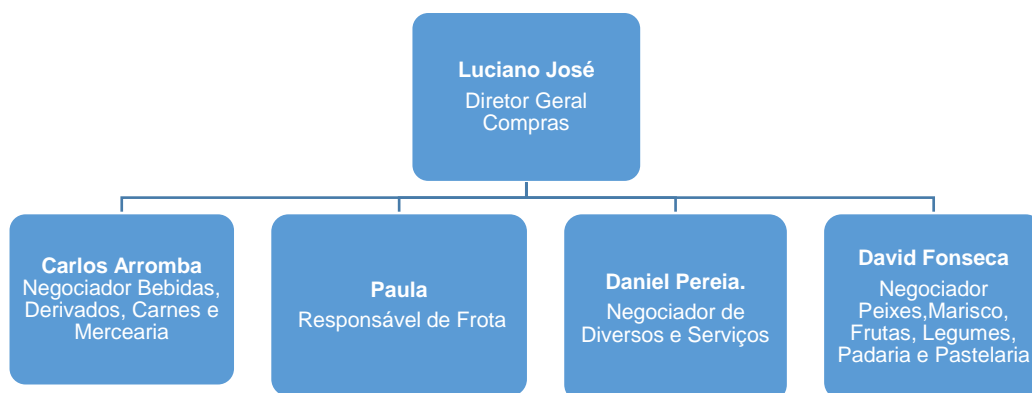 Luciano José
Diretor Geral
Compras
Carlos Arromba
Negociador Bebidas,
Derivados, Carnes e
Mercearia
Paula
Responsável de Frota
Daniel Pereia.
Negociador de
Diversos e Serviços
David Fonseca
Negociador
Peixes,Marisco,
Frutas, Legumes,
Padaria e Pastelaria